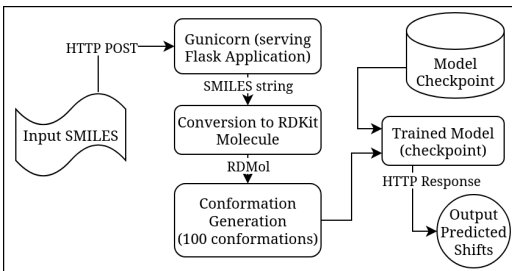 HTTP POST
Gunicorn (serving
Flask Application)
SMILES string
Input SMILES
Conversion to RDKit
Molecule
RDMol
Conformation
Generation
(100 conformations)
Model
Checkpoint
Trained Model
(checkpoint)
HTTP Response
Output
Predicted
Shifts